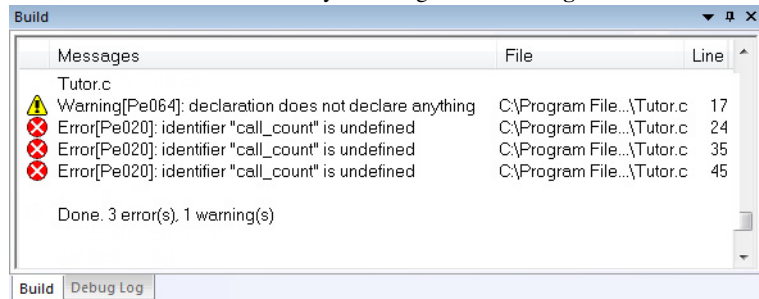 Build
Messages File Line
Tutor.c
Warning[Pe064]: declaration does not declare anything C:\Program File...\Tutor.c 17
Error[Pe020]: identifier "call_count" is undefined C:\Program File...\Tutor.c 24
Error[Pe020]: identifier "call_count" is undefined C:\Program File...\Tutor.c 35
Error[Pe020]: identifier "call_count" is undefined C:\Program File...\Tutor.c 45
Done. 3 error(s), 1 warning(s)
Build Debug Log